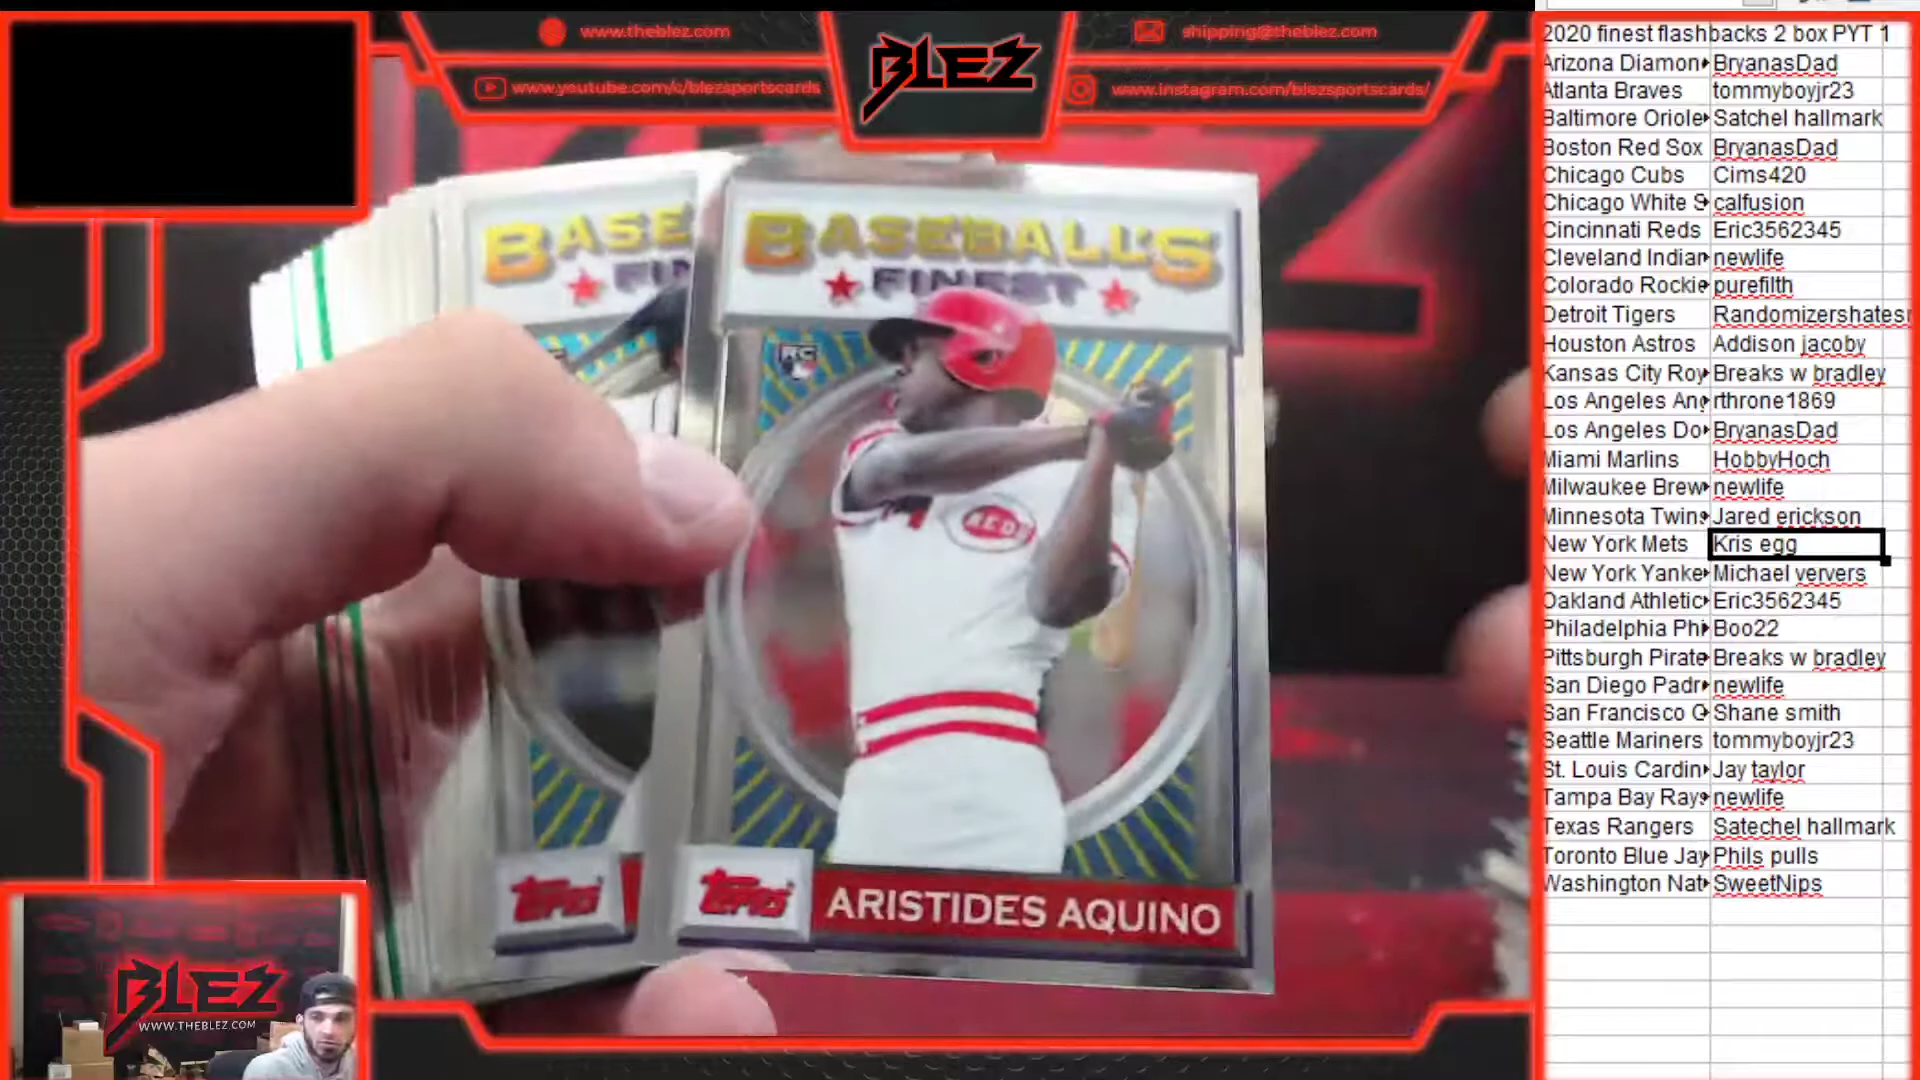 www.theblez.com
BLEZ
shipping@theblez.com
www.youtube.com/c/blezsportscards
www.instagram.com/blezsportscards/
BASE
BASEBALL'S
FIN
FINEST
RC
REDS
Topps
Topps
ARISTIDES AQUINO
BLEZ
WWW.THEBLEZ.COM
2020 finest flashbacks 2 box PYT 1
Arizona Diamon BryanasDad
Atlanta Braves tommyboyjr23
Baltimore Oriole Satchel hallmark
Boston Red Sox BryanasDad
Chicago Cubs Cims420
Chicago White S calfusion
Cincinnati Reds Eric3562345
Cleveland Indian newlife
Colorado Rockie purefilth
Detroit Tigers Randomizershatesm
Houston Astros Addison jacoby
Kansas City Roy Breaks w bradley
Los Angeles Ang rthrone1869
Los Angeles Do BryanasDad
Miami Marlins HobbyHoch
Milwaukee Brew newlife
Minnesota Twins Jared erickson
New York Mets Kris egg
New York Yanke Michael ververs
Oakland Athletic Eric3562345
Philadelphia Phi Boo22
Pittsburgh Pirate Breaks w bradley
San Diego Padr newlife
San Francisco G Shane smith
Seattle Mariners tommyboyjr23
St. Louis Cardin Jay taylor
Tampa Bay Rays newlife
Texas Rangers Satechel hallmark
Toronto Blue Jay Phils pulls
Washington Nat SweetNips